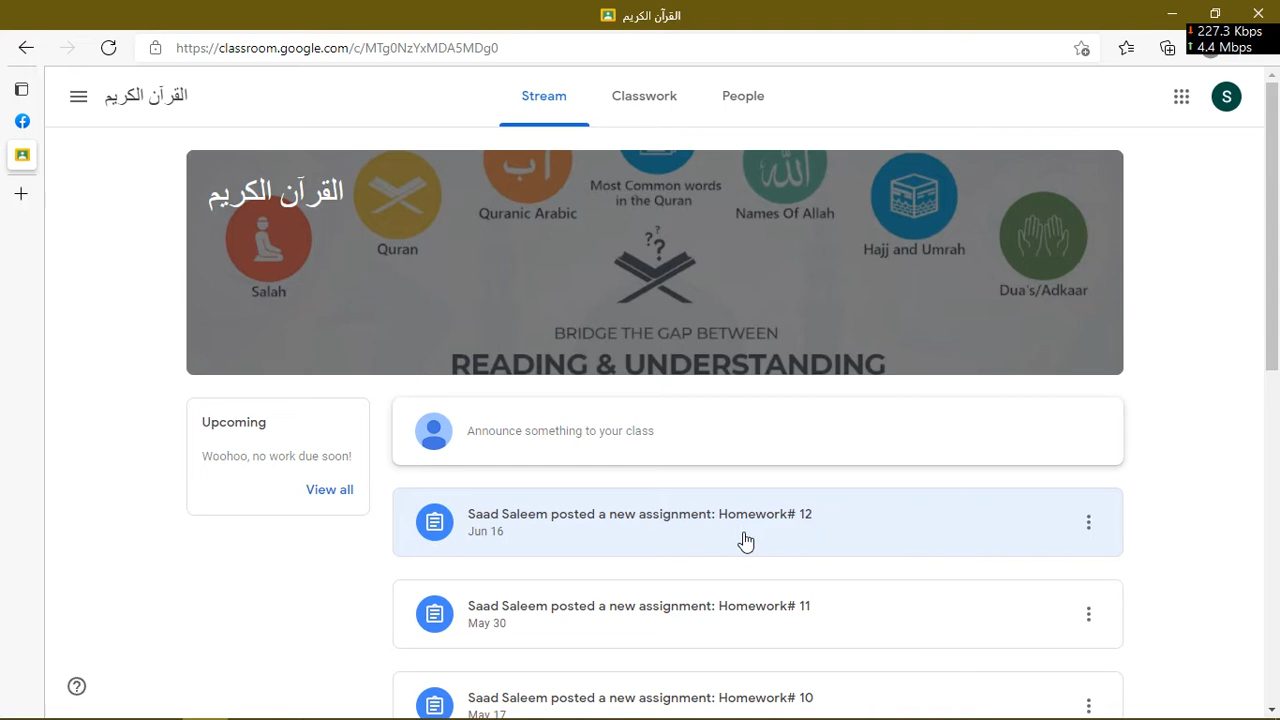 القرآن الكريم
227.3 Kbps
4.4 Mbps
https://classroom.google.com/c/MTg0NzYxMDA5MDg0
القرآن الكريم
Stream
Classwork
People
S
القرآن الكريم
Salah
Quran
أب
Quranic Arabic
Most Common words
in the Quran
الله
Names Of Allah
Hajj and Umrah
Dua's/Adkaar
???
BRIDGE THE GAP BETWEEN
READING & UNDERSTANDING
Upcoming
Woohoo, no work due soon!
View all
Announce something to your class
Saad Saleem posted a new assignment: Homework# 12
Jun 16
Saad Saleem posted a new assignment: Homework# 11
May 30
Saad Saleem posted a new assignment: Homework# 10
May 17